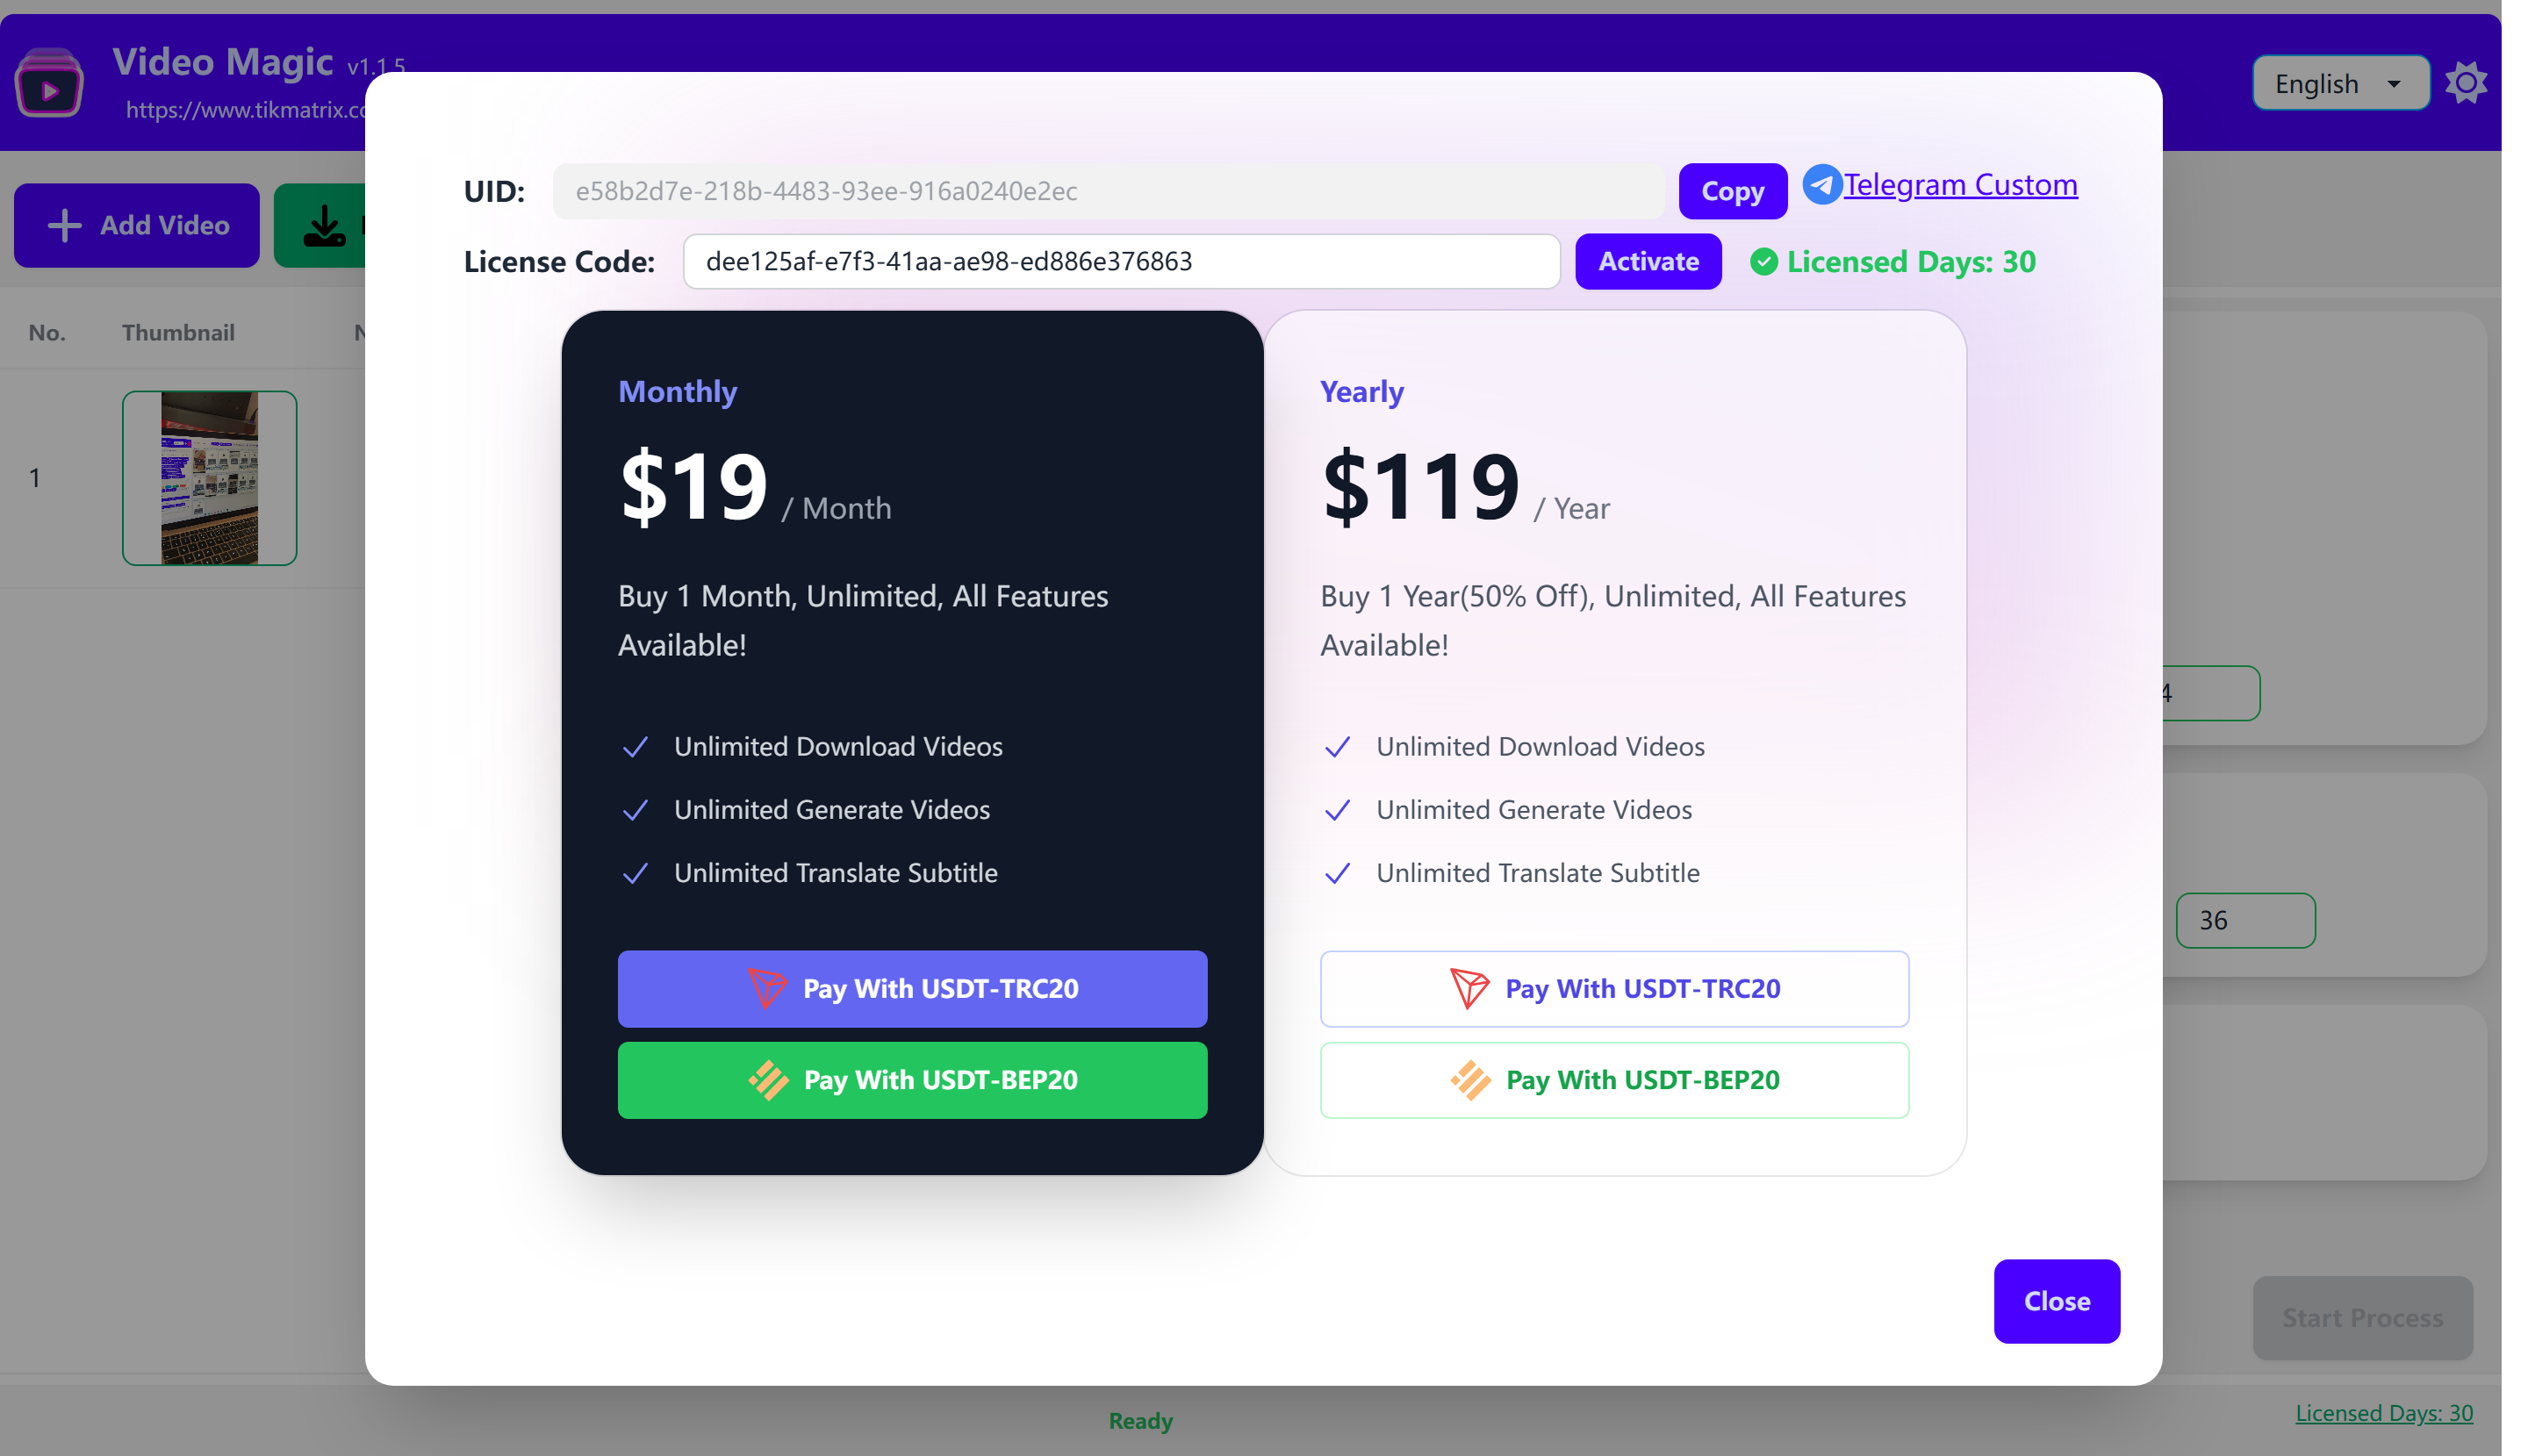 Video Magic v1.1.5
https://www.tikmatrix.co
English
UID: e58b2d7e-218b-4483-93ee-916a0240e2ec Copy Telegram Custom
Add Video
License Code: dee125af-e7f3-41aa-ae98-ed886e376863 Activate Licensed Days: 30
No. Thumbnail
1
Monthly
$19 / Month
Buy 1 Month, Unlimited, All Features
Available!
Unlimited Download Videos
Unlimited Generate Videos
Unlimited Translate Subtitle
Pay With USDT-TRC20
Pay With USDT-BEP20
Yearly
$119 / Year
Buy 1 Year(50% Off), Unlimited, All Features
Available!
Unlimited Download Videos
Unlimited Generate Videos
Unlimited Translate Subtitle
Pay With USDT-TRC20
Pay With USDT-BEP20
4
36
Close
Start Process
Ready
Licensed Days: 30